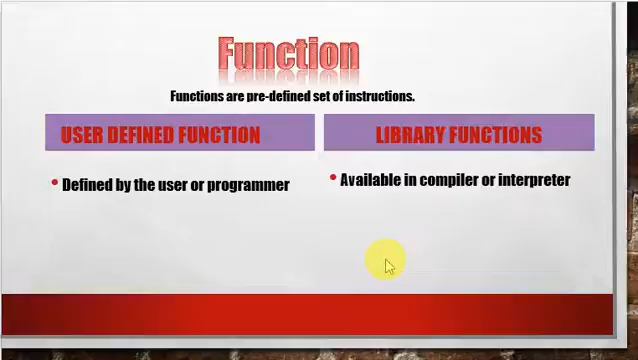 Function
Functions are pre-defined set of instructions.
USER DEFINED FUNCTION
LIBRARY FUNCTIONS
• Defined by the user or programmer
• Available in compiler or interpreter